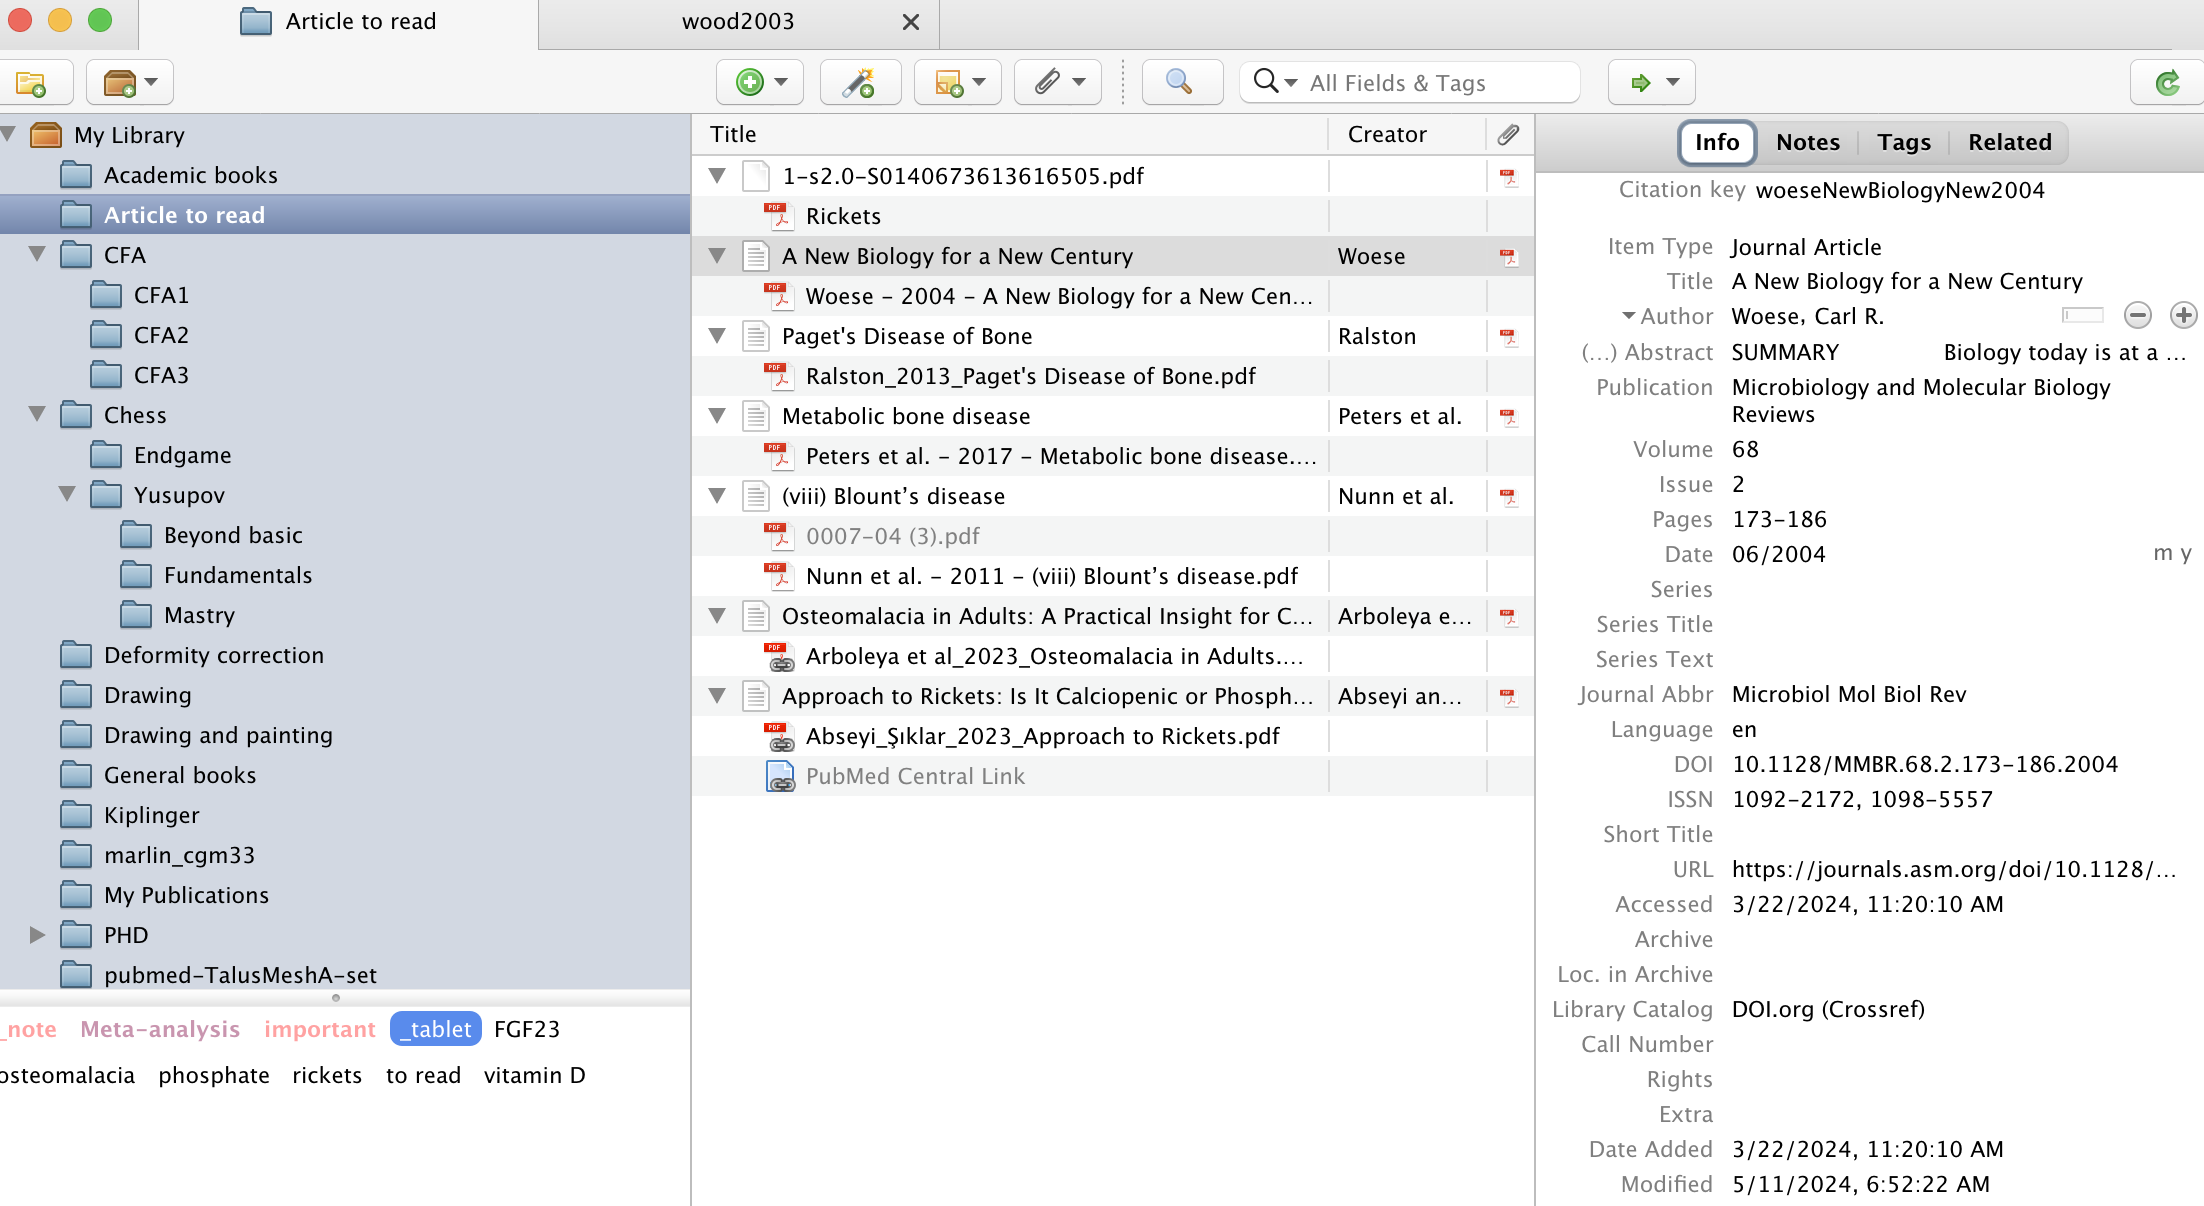 Article to read
wood2003
All Fields & Tags
My Library
Academic books
Article to read
CFA
CFA1
CFA2
CFA3
Chess
Endgame
Yusupov
Beyond basic
Fundamentals
Mastry
Deformity correction
Drawing
Drawing and painting
General books
Kiplinger
marlin_cgm33
My Publications
PHD
pubmed-TalusMeshA-set
_note Meta-analysis important _tablet FGF23
osteomalacia phosphate rickets to read vitamin D
Title Creator
1-s2.0-S0140673613616505.pdf
Rickets
A New Biology for a New Century Woese
Woese - 2004 - A New Biology for a New Cen...
Paget's Disease of Bone Ralston
Ralston_2013_Paget's Disease of Bone.pdf
Metabolic bone disease Peters et al.
Peters et al. - 2017 - Metabolic bone disease....
(viii) Blount’s disease Nunn et al.
0007-04 (3).pdf
Nunn et al. - 2011 - (viii) Blount’s disease.pdf
Osteomalacia in Adults: A Practical Insight for C... Arboleya e...
Arboleya et al_2023_Osteomalacia in Adults....
Approach to Rickets: Is It Calciopenic or Phosph... Abseyi an...
Abseyi_Şıklar_2023_Approach to Rickets.pdf
PubMed Central Link
Info Notes Tags Related
Citation key woeseNewBiologyNew2004
Item Type Journal Article
Title A New Biology for a New Century
Author Woese, Carl R.
(...) Abstract SUMMARY Biology today is at a ...
Publication Microbiology and Molecular Biology
Reviews
Volume 68
Issue 2
Pages 173-186
Date 06/2004 m y
Series
Series Title
Series Text
Journal Abbr Microbiol Mol Biol Rev
Language en
DOI 10.1128/MMBR.68.2.173-186.2004
ISSN 1092-2172, 1098-5557
Short Title
URL https://journals.asm.org/doi/10.1128/...
Accessed 3/22/2024, 11:20:10 AM
Archive
Loc. in Archive
Library Catalog DOI.org (Crossref)
Call Number
Rights
Extra
Date Added 3/22/2024, 11:20:10 AM
Modified 5/11/2024, 6:52:22 AM